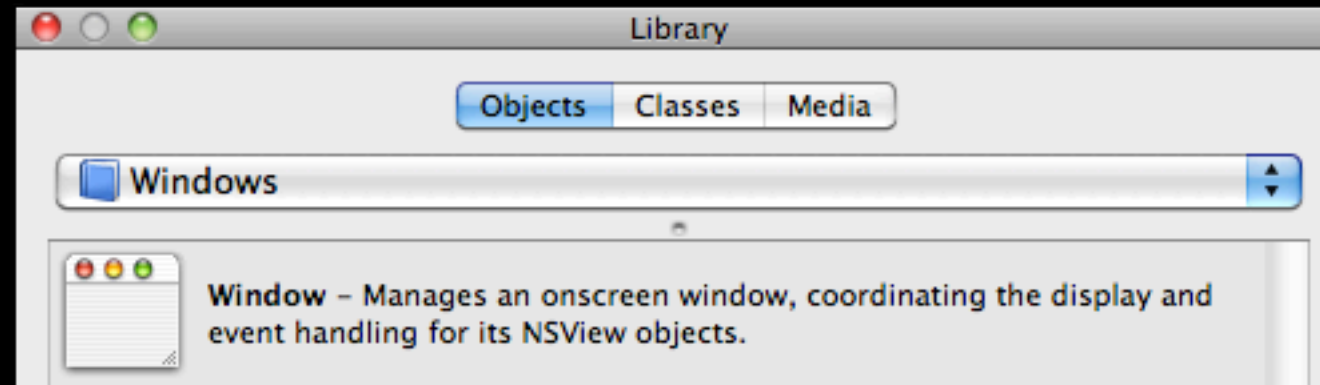 Library
Objects Classes Media
Windows
Window – Manages an onscreen window, coordinating the display and
event handling for its NSView objects.